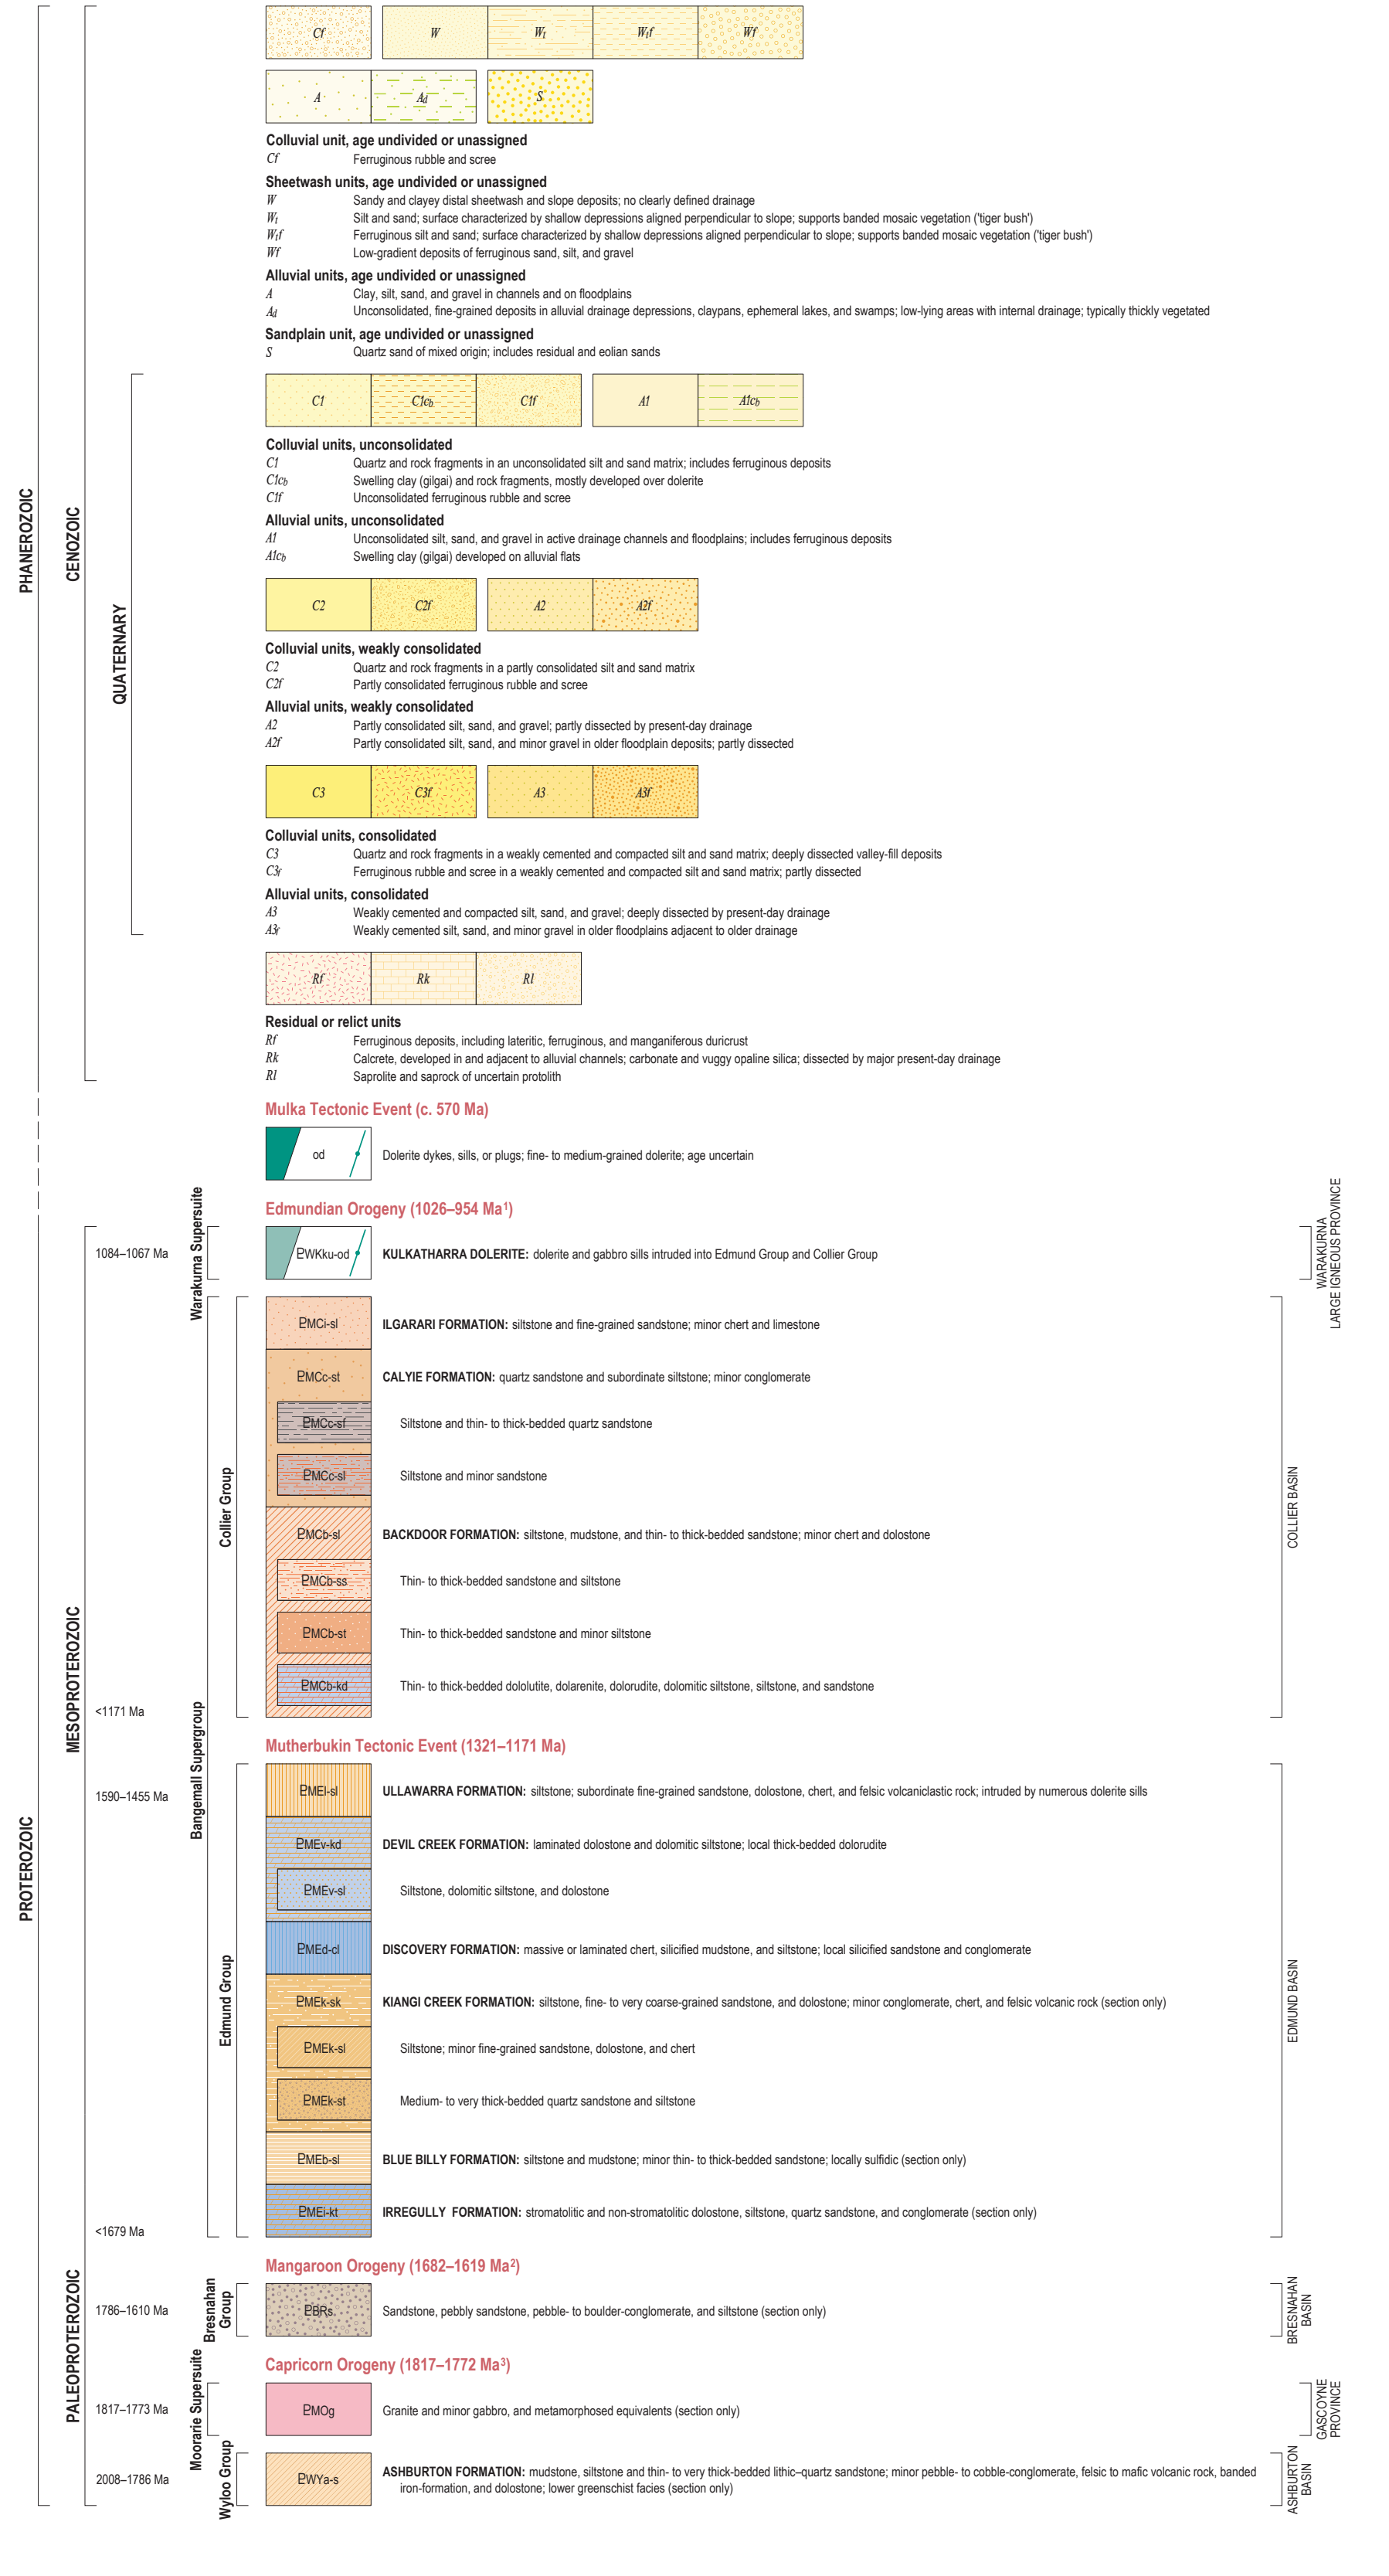 Cf
W
Wt
Wtf
Wf
A
Ad
S
Colluvial unit, age undivided or unassigned
Cf Ferruginous rubble and scree
Sheetwash units, age undivided or unassigned
W Sandy and clayey distal sheetwash and slope deposits; no clearly defined drainage
Wt Silt and sand; surface characterized by shallow depressions aligned perpendicular to slope; supports banded mosaic vegetation ('tiger bush')
Wtf Ferruginous silt and sand; surface characterized by shallow depressions aligned perpendicular to slope; supports banded mosaic vegetation ('tiger bush')
Wf Low-gradient deposits of ferruginous sand, silt, and gravel
Alluvial units, age undivided or unassigned
A Clay, silt, sand, and gravel in channels and on floodplains
Ad Unconsolidated, fine-grained deposits in alluvial drainage depressions, claypans, ephemeral lakes, and swamps; low-lying areas with internal drainage; typically thickly vegetated
Sandplain unit, age undivided or unassigned
S Quartz sand of mixed origin; includes residual and eolian sands
PHANEROZOIC
CENOZOIC
QUATERNARY
C1
C1cb
C1f
A1
A1cb
Colluvial units, unconsolidated
C1 Quartz and rock fragments in an unconsolidated silt and sand matrix; includes ferruginous deposits
C1cb Swelling clay (gilgai) and rock fragments, mostly developed over dolerite
C1f Unconsolidated ferruginous rubble and scree
Alluvial units, unconsolidated
A1 Unconsolidated silt, sand, and gravel in active drainage channels and floodplains; includes ferruginous deposits
A1cb Swelling clay (gilgai) developed on alluvial flats
C2
C2f
A2
A2f
Colluvial units, weakly consolidated
C2 Quartz and rock fragments in a partly consolidated silt and sand matrix
C2f Partly consolidated ferruginous rubble and scree
Alluvial units, weakly consolidated
A2 Partly consolidated silt, sand, and gravel; partly dissected by present-day drainage
A2f Partly consolidated silt, sand, and minor gravel in older floodplain deposits; partly dissected
C3
C3f
A3
A3f
Colluvial units, consolidated
C3 Quartz and rock fragments in a weakly cemented and compacted silt and sand matrix; deeply dissected valley-fill deposits
C3f Ferruginous rubble and scree in a weakly cemented and compacted silt and sand matrix; partly dissected
Alluvial units, consolidated
A3 Weakly cemented and compacted silt, sand, and gravel; deeply dissected by present-day drainage
A3f Weakly cemented silt, sand, and minor gravel in older floodplains adjacent to older drainage
Rf
Rk
Rl
Residual or relict units
Rf Ferruginous deposits, including lateritic, ferruginous, and manganiferous duricrust
Rk Calcrete, developed in and adjacent to alluvial channels; carbonate and vuggy opaline silica; dissected by major present-day drainage
Rl Saprolite and saprock of uncertain protolith
Mulka Tectonic Event (c. 570 Ma)
od Dolerite dykes, sills, or plugs; fine- to medium-grained dolerite; age uncertain
Edmundian Orogeny (1026–954 Ma¹)
PROTEROZOIC
MESOPROTEROZOIC
1084–1067 Ma
Warakurna Supersuite
ⱣWKku-od KULKATHARRA DOLERITE: dolerite and gabbro sills intruded into Edmund Group and Collier Group
WARAKURNA
LARGE IGNEOUS PROVINCE
Bangemall Supergroup
Collier Group
ⱣMCi-sl ILGARARI FORMATION: siltstone and fine-grained sandstone; minor chert and limestone
ⱣMCc-st CALYIE FORMATION: quartz sandstone and subordinate siltstone; minor conglomerate
ⱣMCc-sf Siltstone and thin- to thick-bedded quartz sandstone
ⱣMCc-sl Siltstone and minor sandstone
ⱣMCb-sl BACKDOOR FORMATION: siltstone, mudstone, and thin- to thick-bedded sandstone; minor chert and dolostone
ⱣMCb-ss Thin- to thick-bedded sandstone and siltstone
ⱣMCb-st Thin- to thick-bedded sandstone and minor siltstone
ⱣMCb-kd Thin- to thick-bedded dololutite, dolarenite, dolorudite, dolomitic siltstone, siltstone, and sandstone
COLLIER BASIN
<1171 Ma
Mutherbukin Tectonic Event (1321–1171 Ma)
1590–1455 Ma
Edmund Group
ⱣMEl-sl ULLAWARRA FORMATION: siltstone; subordinate fine-grained sandstone, dolostone, chert, and felsic volcaniclastic rock; intruded by numerous dolerite sills
ⱣMEv-kd DEVIL CREEK FORMATION: laminated dolostone and dolomitic siltstone; local thick-bedded dolorudite
ⱣMEv-sl Siltstone, dolomitic siltstone, and dolostone
ⱣMEd-cl DISCOVERY FORMATION: massive or laminated chert, silicified mudstone, and siltstone; local silicified sandstone and conglomerate
ⱣMEk-sk KIANGI CREEK FORMATION: siltstone, fine- to very coarse-grained sandstone, and dolostone; minor conglomerate, chert, and felsic volcanic rock (section only)
ⱣMEk-sl Siltstone; minor fine-grained sandstone, dolostone, and chert
ⱣMEk-st Medium- to very thick-bedded quartz sandstone and siltstone
ⱣMEb-sl BLUE BILLY FORMATION: siltstone and mudstone; minor thin- to thick-bedded sandstone; locally sulfidic (section only)
ⱣMEi-kt IRREGULLY FORMATION: stromatolitic and non-stromatolitic dolostone, siltstone, quartz sandstone, and conglomerate (section only)
EDMUND BASIN
<1679 Ma
Mangaroon Orogeny (1682–1619 Ma²)
PALEOPROTEROZOIC
1786–1610 Ma
Bresnahan
Group
ⱣBRs Sandstone, pebbly sandstone, pebble- to boulder-conglomerate, and siltstone (section only)
BRESNAHAN
BASIN
Capricorn Orogeny (1817–1772 Ma³)
1817–1773 Ma
Moorarie Supersuite
ⱣMOg Granite and minor gabbro, and metamorphosed equivalents (section only)
GASCOYNE
PROVINCE
2008–1786 Ma
Wyloo Group
ⱣWYa-s ASHBURTON FORMATION: mudstone, siltstone and thin- to very thick-bedded lithic–quartz sandstone; minor pebble- to cobble-conglomerate, felsic to mafic volcanic rock, banded
iron-formation, and dolostone; lower greenschist facies (section only)
ASHBURTON
BASIN